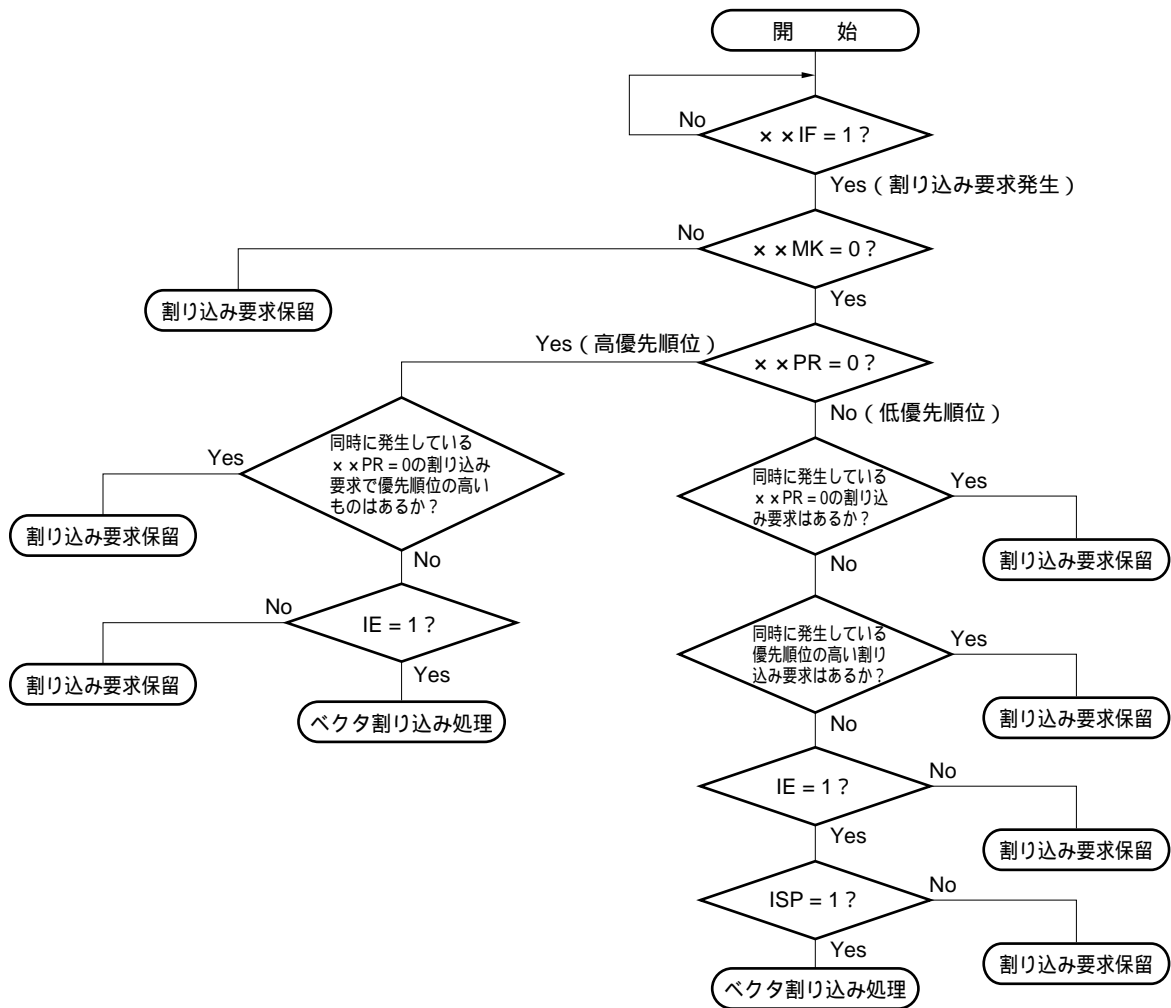 開　始
No
××IF = 1？
Yes（割り込み要求発生）
No
××MK = 0？
割り込み要求保留
Yes
Yes（高優先順位）
××PR = 0？
No（低優先順位）
同時に発生している
××PR = 0の割り込み
要求で優先順位の高い
ものはあるか？
Yes
割り込み要求保留
No
同時に発生している
××PR = 0の割り込
み要求はあるか？
Yes
割り込み要求保留
No
No
IE = 1？
割り込み要求保留
Yes
ベクタ割り込み処理
同時に発生している
優先順位の高い割り
込み要求はあるか？
Yes
割り込み要求保留
No
IE = 1？
No
割り込み要求保留
Yes
ISP = 1？
No
割り込み要求保留
Yes
ベクタ割り込み処理